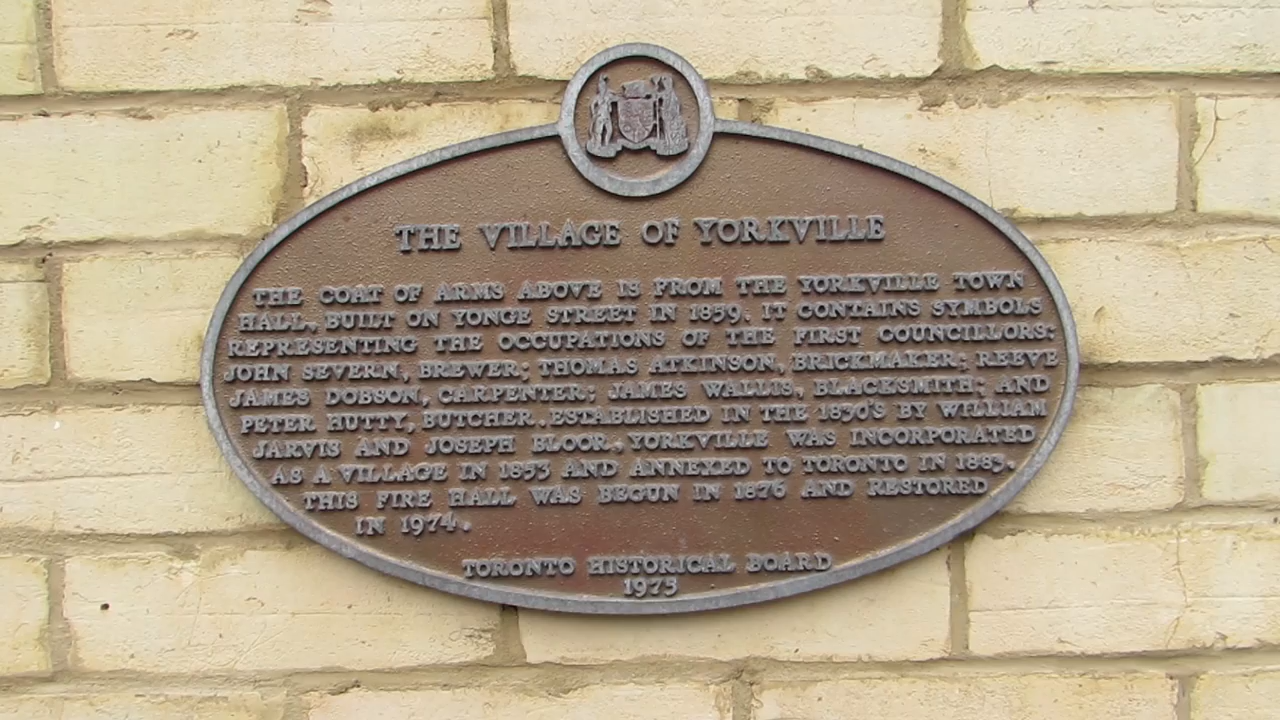 THE VILLAGE OF YORKVILLE
THE COAT OF ARMS ABOVE IS FROM THE YORKVILLE TOWN
HALL, BUILT ON YONGE STREET IN 1859. IT CONTAINS SYMBOLS
REPRESENTING THE OCCUPATIONS OF THE FIRST COUNCILLORS:
JOHN SEVERN, BREWER; THOMAS ATKINSON, BRICKMAKER; REEVE
JAMES DOBSON, CARPENTER; JAMES WALLIS, BLACKSMITH; AND
PETER HUTTY, BUTCHER. ESTABLISHED IN THE 1830'S BY WILLIAM
JARVIS AND JOSEPH BLOOR, YORKVILLE WAS INCORPORATED
AS A VILLAGE IN 1853 AND ANNEXED TO TORONTO IN 1883.
THIS FIRE HALL WAS BEGUN IN 1876 AND RESTORED
IN 1974.
TORONTO HISTORICAL BOARD
1975